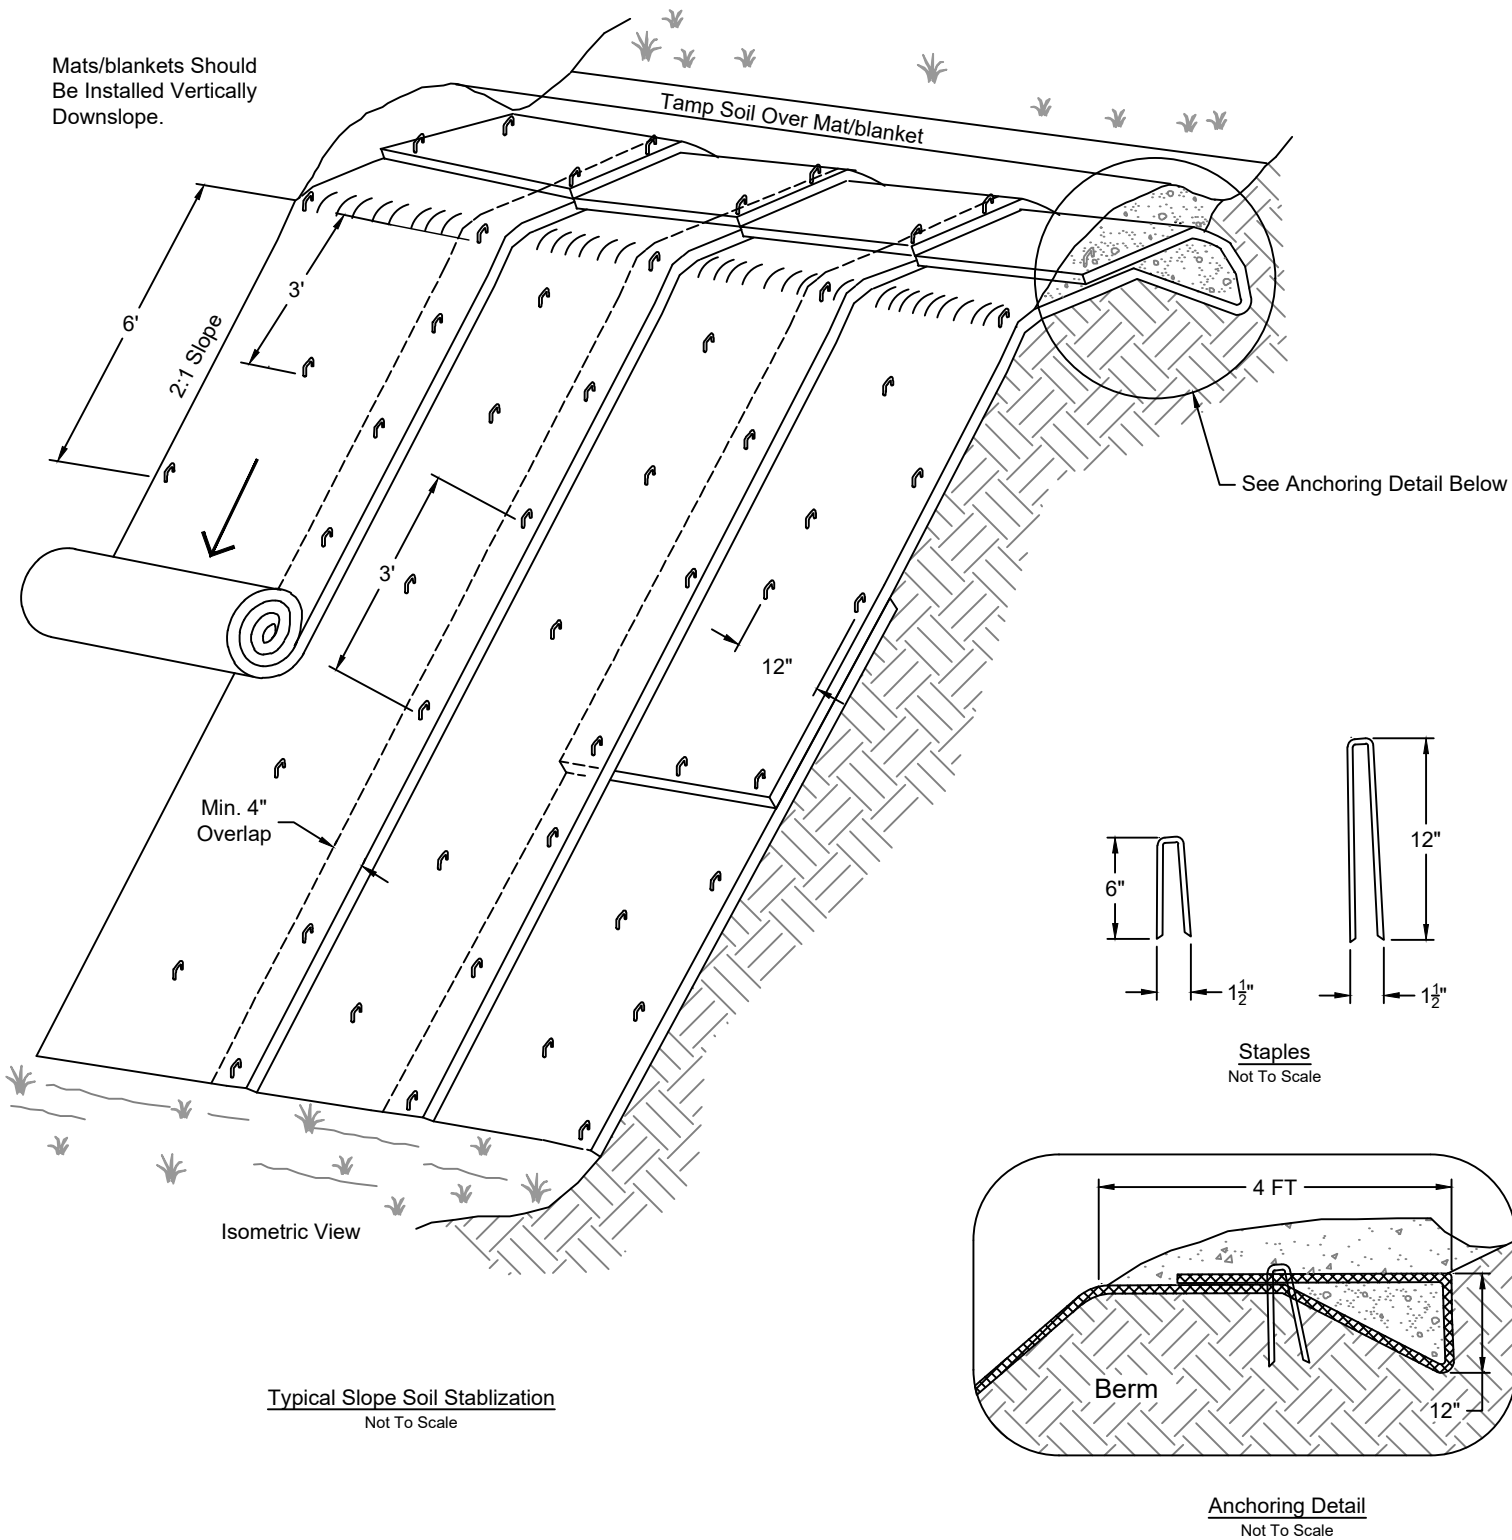 Mats/blankets Should
Be Installed Vertically
Downslope.
Tamp Soil Over Mat/blanket
6'
3'
2:1 Slope
See Anchoring Detail Below
3'
12"
Min. 4"
Overlap
6"
12"
1½"
1½"
Staples
Not To Scale
Isometric View
Typical Slope Soil Stablization
Not To Scale
4 FT
Berm
12"
Anchoring Detail
Not To Scale